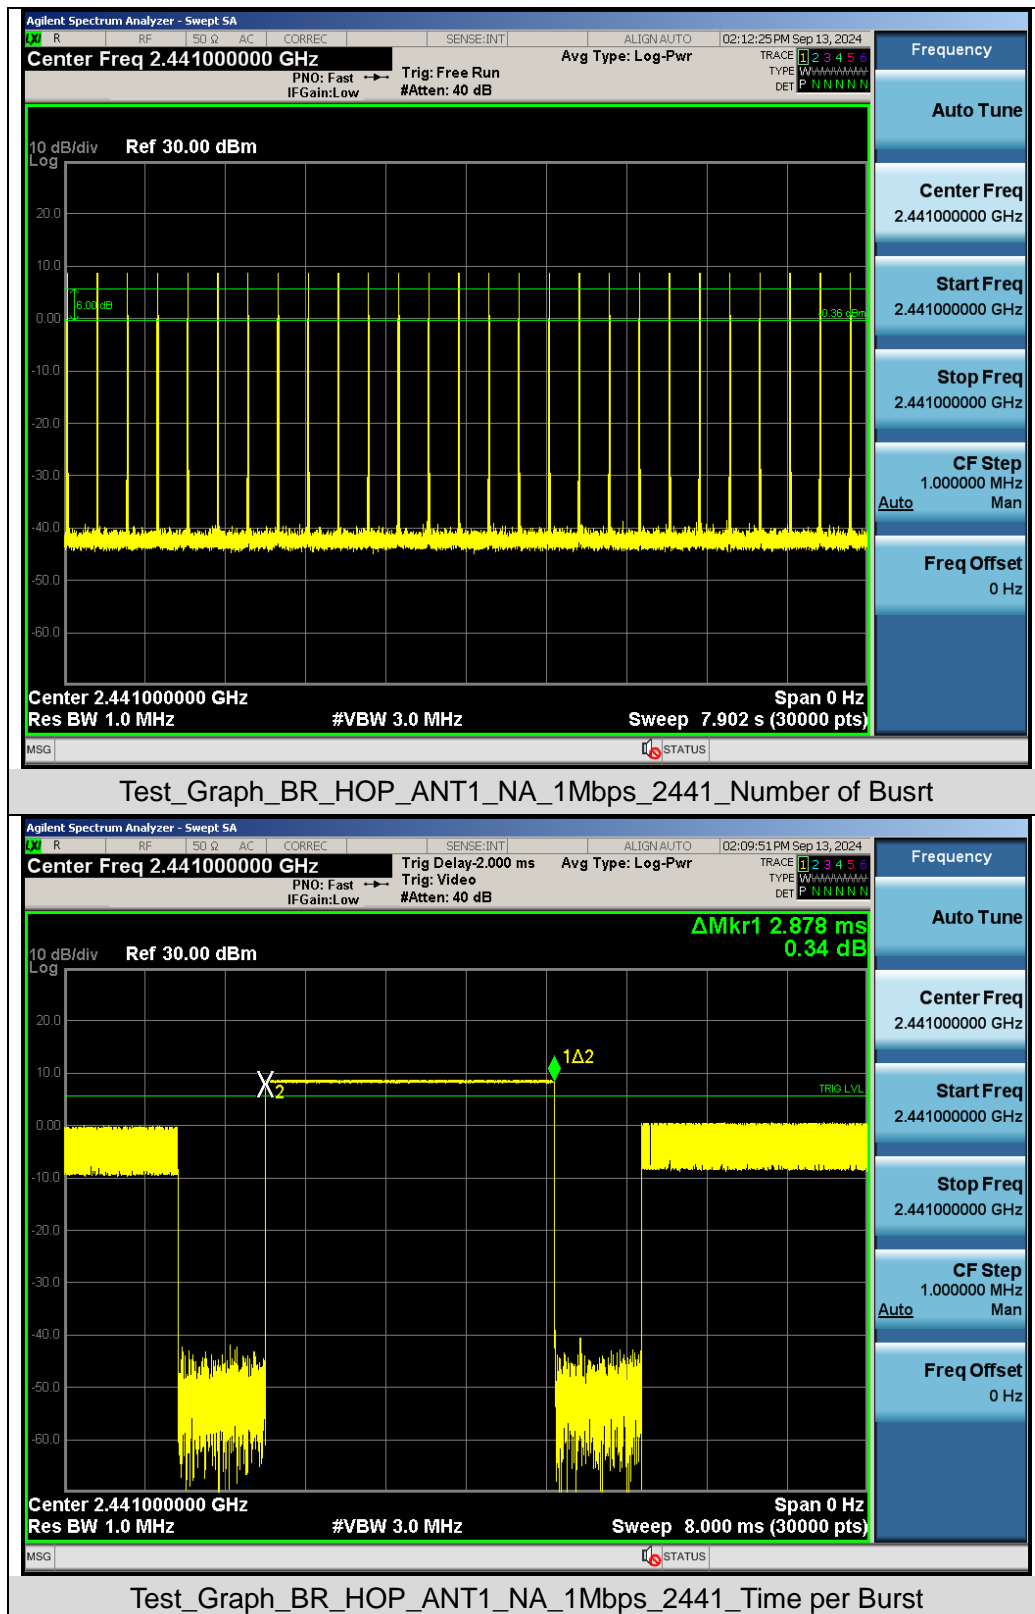 Agilent Spectrum Analyzer - Swept SA
LXI R RF 50 Ω AC CORREC SENSE:INT ALIGN AUTO 02:12:25 PM Sep 13, 2024
Center Freq 2.441000000 GHz
PNO: Fast
IFGain:Low
Trig: Free Run
#Atten: 40 dB
Avg Type: Log-Pwr
TRACE 1 2 3 4 5 6
TYPE W
DET P N N N N N
Frequency
Auto Tune
Center Freq
2.441000000 GHz
Start Freq
2.441000000 GHz
Stop Freq
2.441000000 GHz
CF Step
1.000000 MHz
Auto Man
Freq Offset
0 Hz
10 dB/div Ref 30.00 dBm
Log
20.0
10.0
6.00 dB
0.00
-0.36 dBm
-10.0
-20.0
-30.0
-40.0
-50.0
-60.0
Center 2.441000000 GHz Span 0 Hz
Res BW 1.0 MHz #VBW 3.0 MHz Sweep 7.902 s (30000 pts)
MSG STATUS
Test_Graph_BR_HOP_ANT1_NA_1Mbps_2441_Number of Busrt
Agilent Spectrum Analyzer - Swept SA
LXI R RF 50 Ω AC CORREC SENSE:INT ALIGN AUTO 02:09:51 PM Sep 13, 2024
Center Freq 2.441000000 GHz
PNO: Fast
IFGain:Low
Trig Delay-2.000 ms
Trig: Video
#Atten: 40 dB
Avg Type: Log-Pwr
TRACE 1 2 3 4 5 6
TYPE W
DET P N N N N N
Frequency
Auto Tune
Center Freq
2.441000000 GHz
Start Freq
2.441000000 GHz
Stop Freq
2.441000000 GHz
CF Step
1.000000 MHz
Auto Man
Freq Offset
0 Hz
ΔMkr1 2.878 ms
0.34 dB
10 dB/div Ref 30.00 dBm
Log
20.0
10.0
1Δ2
2
TRIG LVL
0.00
-10.0
-20.0
-30.0
-40.0
-50.0
-60.0
Center 2.441000000 GHz Span 0 Hz
Res BW 1.0 MHz #VBW 3.0 MHz Sweep 8.000 ms (30000 pts)
MSG STATUS
Test_Graph_BR_HOP_ANT1_NA_1Mbps_2441_Time per Burst